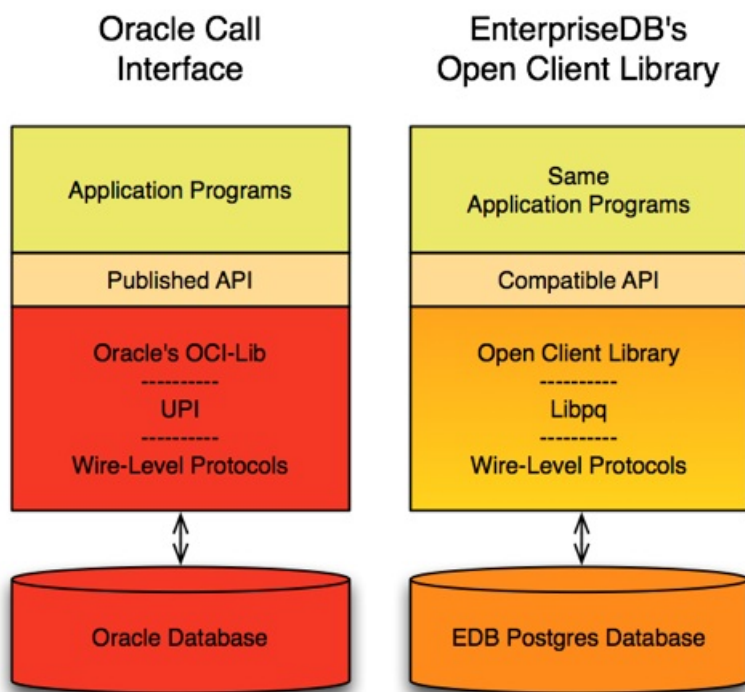 Oracle Call
Interface
Application Programs
Published API
Oracle's OCI-Lib
----------
UPI
----------
Wire-Level Protocols
Oracle Database
EnterpriseDB's
Open Client Library
Same
Application Programs
Compatible API
Open Client Library
----------
Libpq
----------
Wire-Level Protocols
EDB Postgres Database